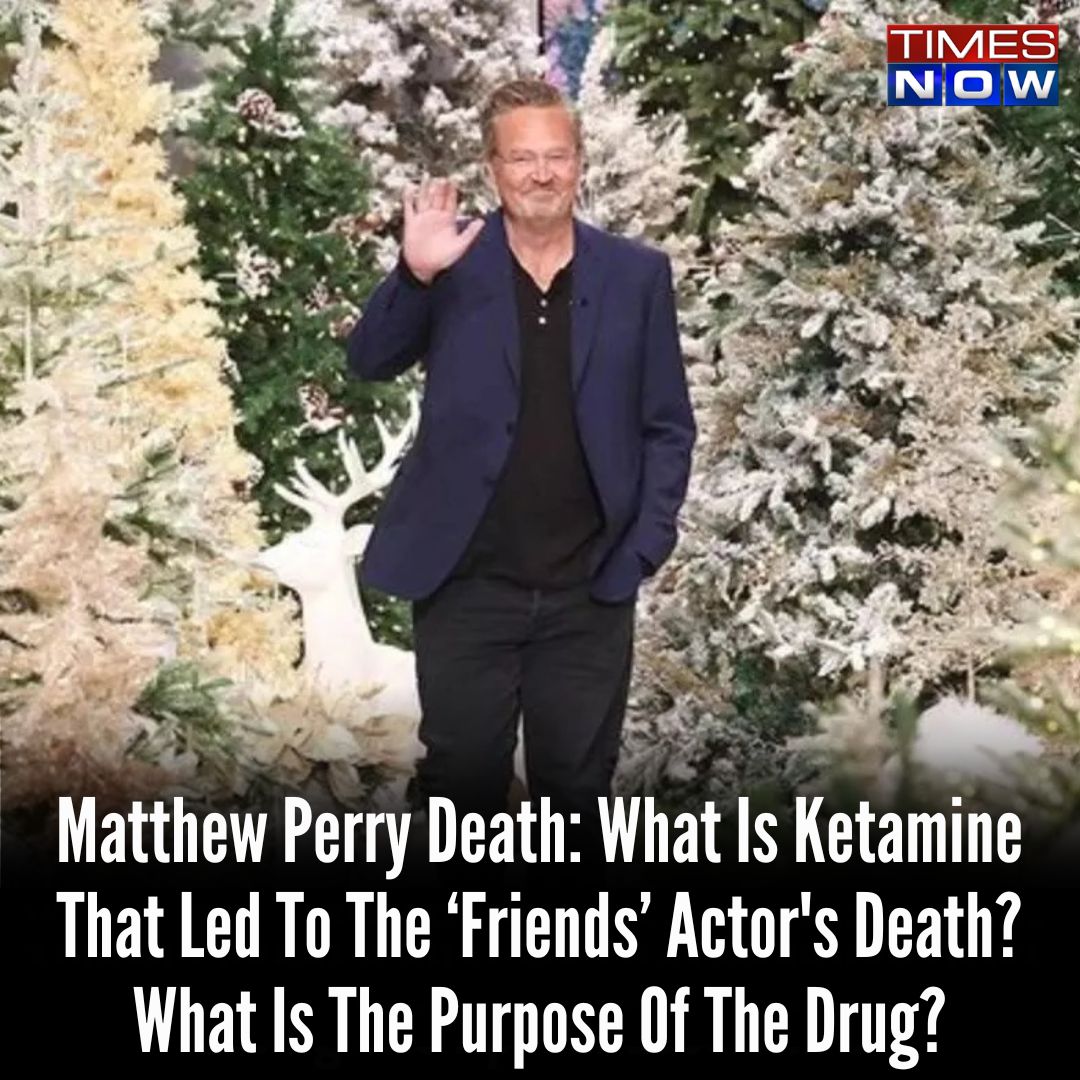 TIMES
NOW
Matthew Perry Death: What Is Ketamine
That Led To The ‘Friends’ Actor's Death?
What Is The Purpose Of The Drug?